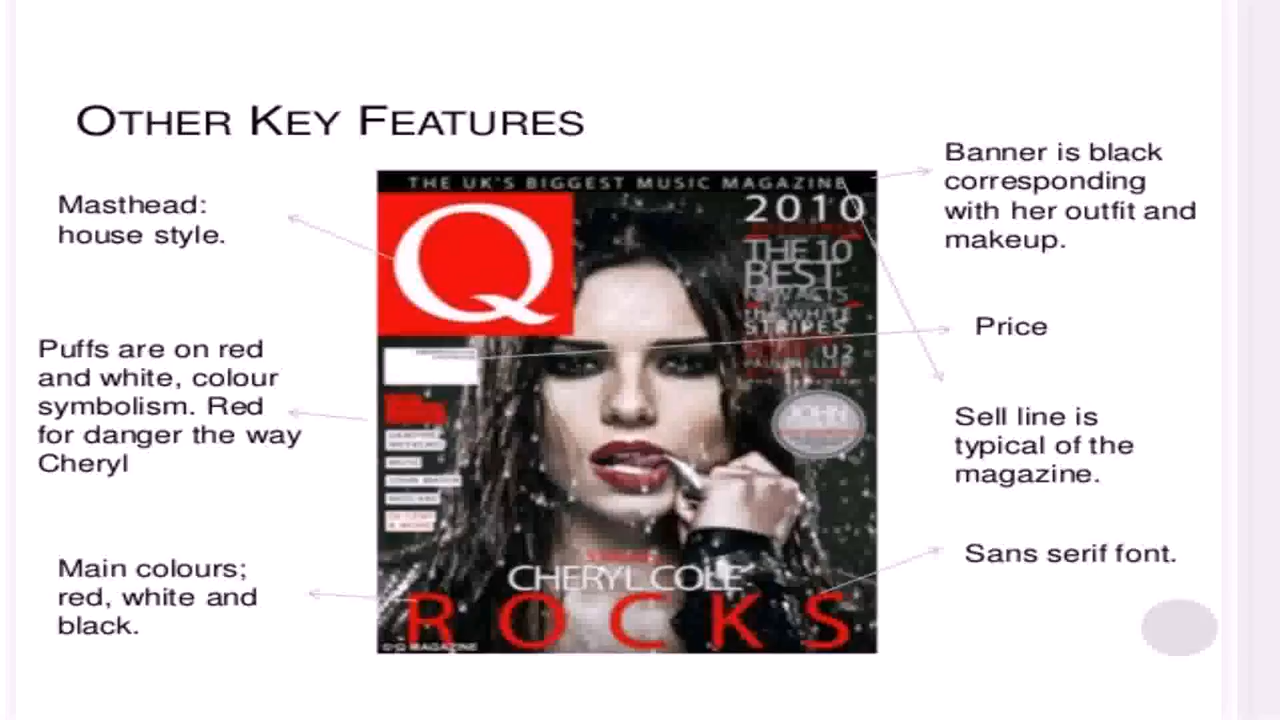 OTHER KEY FEATURES
Masthead:
house style.
Puffs are on red
and white, colour
symbolism. Red
for danger the way
Cheryl
Main colours;
red, white and
black.
THE UK'S BIGGEST MUSIC MAGAZINE
Q
2010
THE 10
BEST
THE WHITE
STRIPES
U2
JOHN
CHERYL COLE
ROCKS
MAGAZINE
Banner is black
corresponding
with her outfit and
makeup.
Price
Sell line is
typical of the
magazine.
Sans serif font.